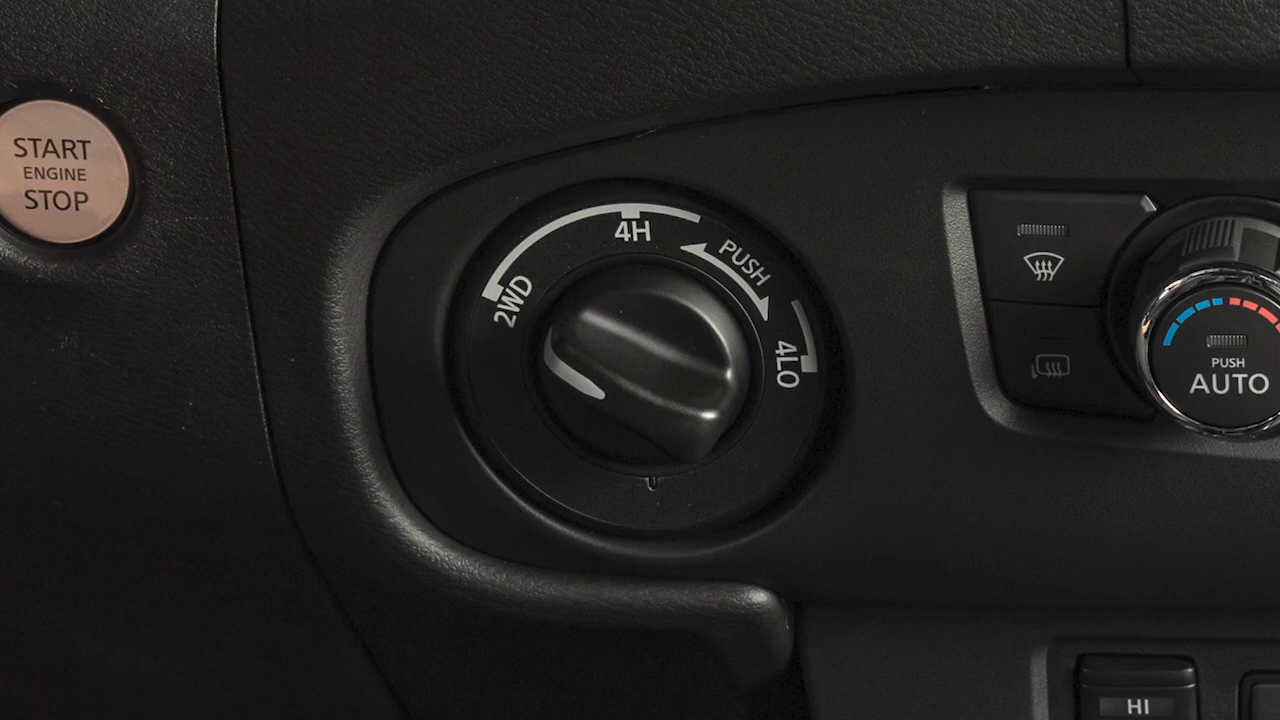 START
ENGINE
STOP
2WD
4H
PUSH
4LO
PUSH
AUTO
HI